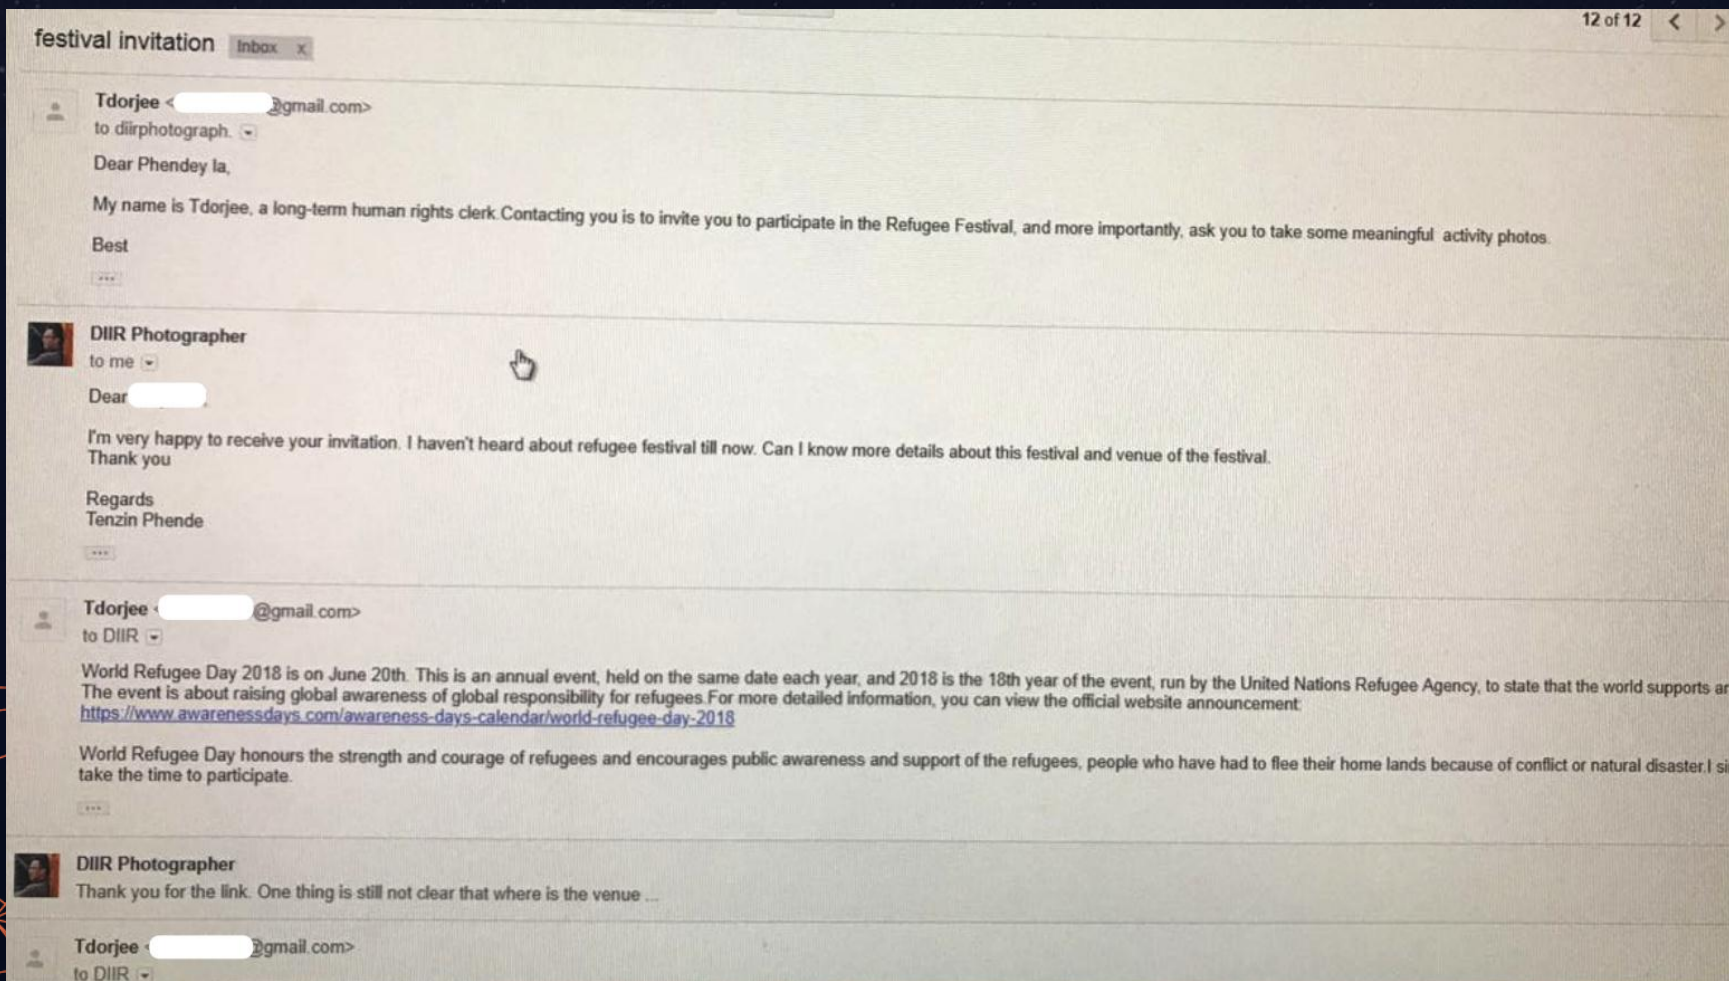 12 of 12
festival invitation Inbox x
Tdorjee < @gmail.com>
to diirphotograph.
Dear Phendey la,
My name is Tdorjee, a long-term human rights clerk.Contacting you is to invite you to participate in the Refugee Festival, and more importantly, ask you to take some meaningful activity photos.
Best
DIIR Photographer
to me
Dear
I'm very happy to receive your invitation. I haven't heard about refugee festival till now. Can I know more details about this festival and venue of the festival.
Thank you
Regards
Tenzin Phende
Tdorjee < @gmail.com>
to DIIR
World Refugee Day 2018 is on June 20th. This is an annual event, held on the same date each year, and 2018 is the 18th year of the event, run by the United Nations Refugee Agency, to state that the world supports
The event is about raising global awareness of global responsibility for refugees.For more detailed information, you can view the official website announcement:
https://www.awarenessdays.com/awareness-days-calendar/world-refugee-day-2018
World Refugee Day honours the strength and courage of refugees and encourages public awareness and support of the refugees, people who have had to flee their home lands because of conflict or natural disaster.I
take the time to participate.
DIIR Photographer
Thank you for the link. One thing is still not clear that where is the venue ...
Tdorjee < @gmail.com>
to DIIR